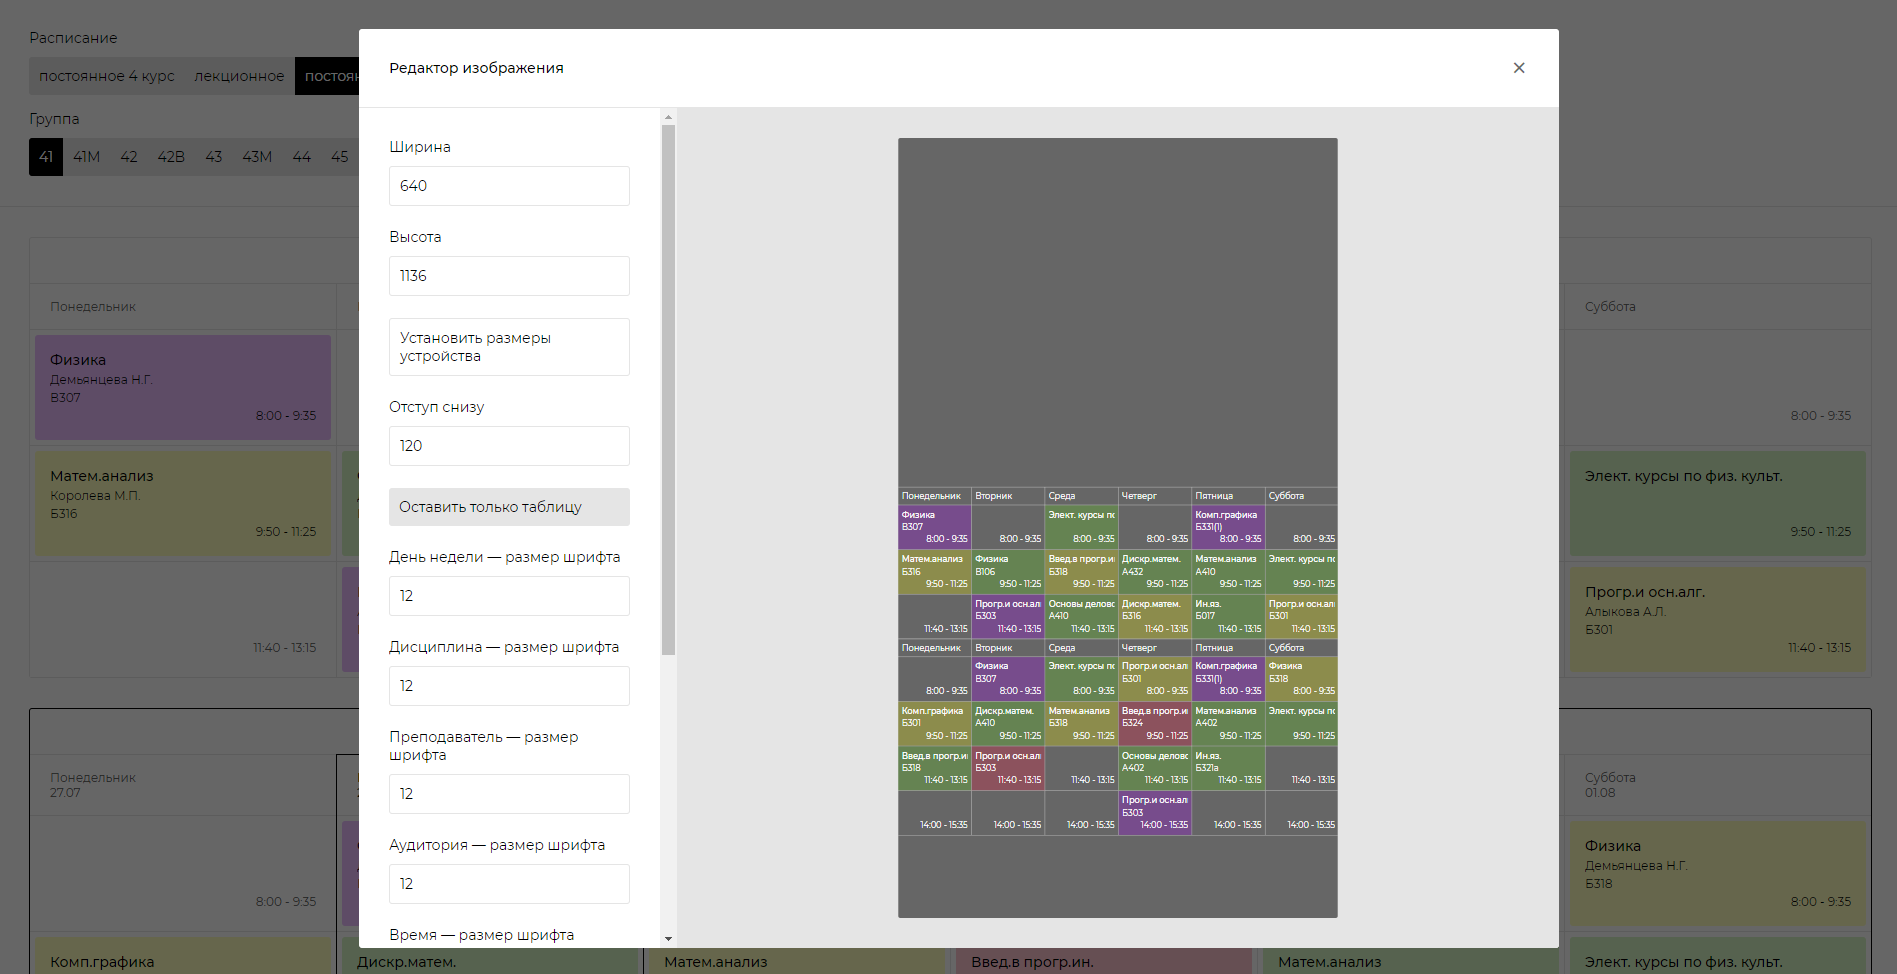 Расписание
постоянное 4 курс лекционное
Группа
41 41М 42 42В 43 43М 44 45
Понедельник
Физика
Демьянцева Н.Г.
В307
8:00 - 9:35
Матем.анализ
Королева М.П.
Б316
9:50 - 11:25
11:40 - 13:15
Понедельник
27.07
8:00 - 9:35
Комп.графика
Дискр.матем.
Матем.анализ
Введ.в прогр.ин.
Матем.анализ
Элект. курсы по физ. культ.
Суббота
8:00 - 9:35
Элект. курсы по физ. культ.
9:50 - 11:25
Прогр.и осн.алг.
Алыкова А.Л.
Б301
11:40 - 13:15
Суббота
01.08
Физика
Демьянцева Н.Г.
Б318
8:00 - 9:35
Редактор изображения
Ширина
640
Высота
1136
Установить размеры
устройства
Отступ снизу
120
Оставить только таблицу
День недели — размер шрифта
12
Дисциплина — размер шрифта
12
Преподаватель — размер
шрифта
12
Аудитория — размер шрифта
12
Время — размер шрифта
Понедельник Вторник Среда Четверг Пятница Суббота
Физика Элект. курсы по Комп.графика
В307 Б331(1)
8:00 - 9:35 8:00 - 9:35 8:00 - 9:35 8:00 - 9:35 8:00 - 9:35 8:00 - 9:35
Матем.анализ Физика Введ.в прогр.ин Дискр.матем. Матем.анализ Элект. курсы по
Б316 В106 Б318 А432 А410
9:50 - 11:25 9:50 - 11:25 9:50 - 11:25 9:50 - 11:25 9:50 - 11:25 9:50 - 11:25
Прогр.и осн.алг Основы делово Дискр.матем. Ин.яз. Прогр.и осн.алг
Б303 А410 Б316 Б017 Б301
11:40 - 13:15 11:40 - 13:15 11:40 - 13:15 11:40 - 13:15 11:40 - 13:15
Понедельник Вторник Среда Четверг Пятница Суббота
Физика Элект. курсы по Прогр.и осн.алг Комп.графика Физика
В307 Б301 Б331(1) Б318
8:00 - 9:35 8:00 - 9:35 8:00 - 9:35 8:00 - 9:35 8:00 - 9:35 8:00 - 9:35
Комп.графика Дискр.матем. Матем.анализ Введ.в прогр.ин Матем.анализ Элект. курсы по
Б301 А410 Б318 Б324 А402
9:50 - 11:25 9:50 - 11:25 9:50 - 11:25 9:50 - 11:25 9:50 - 11:25 9:50 - 11:25
Введ.в прогр.ин Прогр.и осн.алг Основы делово Ин.яз.
Б318 Б303 А402 Б321а
11:40 - 13:15 11:40 - 13:15 11:40 - 13:15 11:40 - 13:15 11:40 - 13:15 11:40 - 13:15
Прогр.и осн.алг
Б303
14:00 - 15:35 14:00 - 15:35 14:00 - 15:35 14:00 - 15:35 14:00 - 15:35 14:00 - 15:35